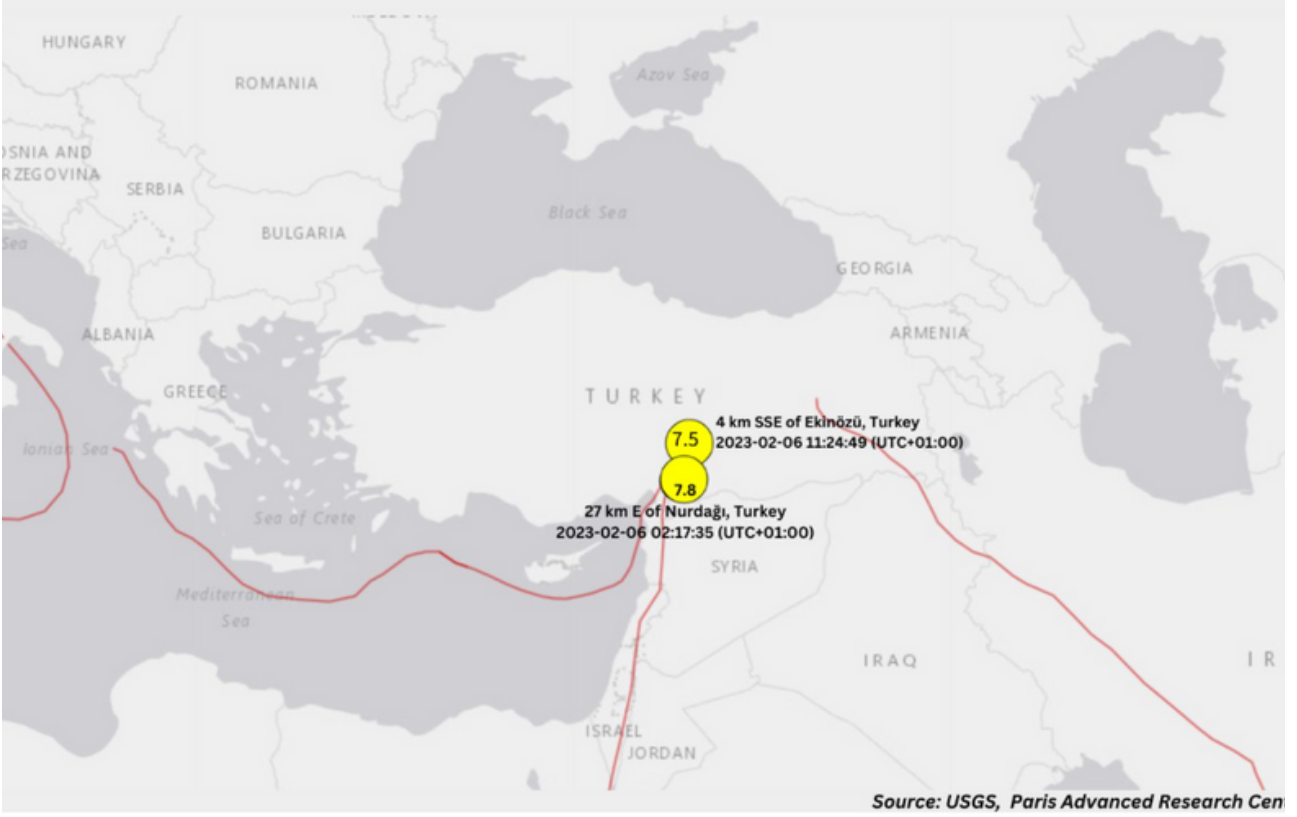 HUNGARY
ROMANIA
Azov Sea
OSNIA AND
RZEGOVINA
SERBIA
BULGARIA
Black Sea
Sea
GEORGIA
ALBANIA
ARMENIA
GREECE
TURKEY
7.5
4 km SSE of Ekinözü, Turkey
2023-02-06 11:24:49 (UTC+01:00)
Ionian Sea
7.8
27 km E of Nurdağı, Turkey
2023-02-06 02:17:35 (UTC+01:00)
Sea of Crete
SYRIA
Mediterranean
Sea
IRAQ
I R
ISRAEL
JORDAN
Source: USGS, Paris Advanced Research Cen